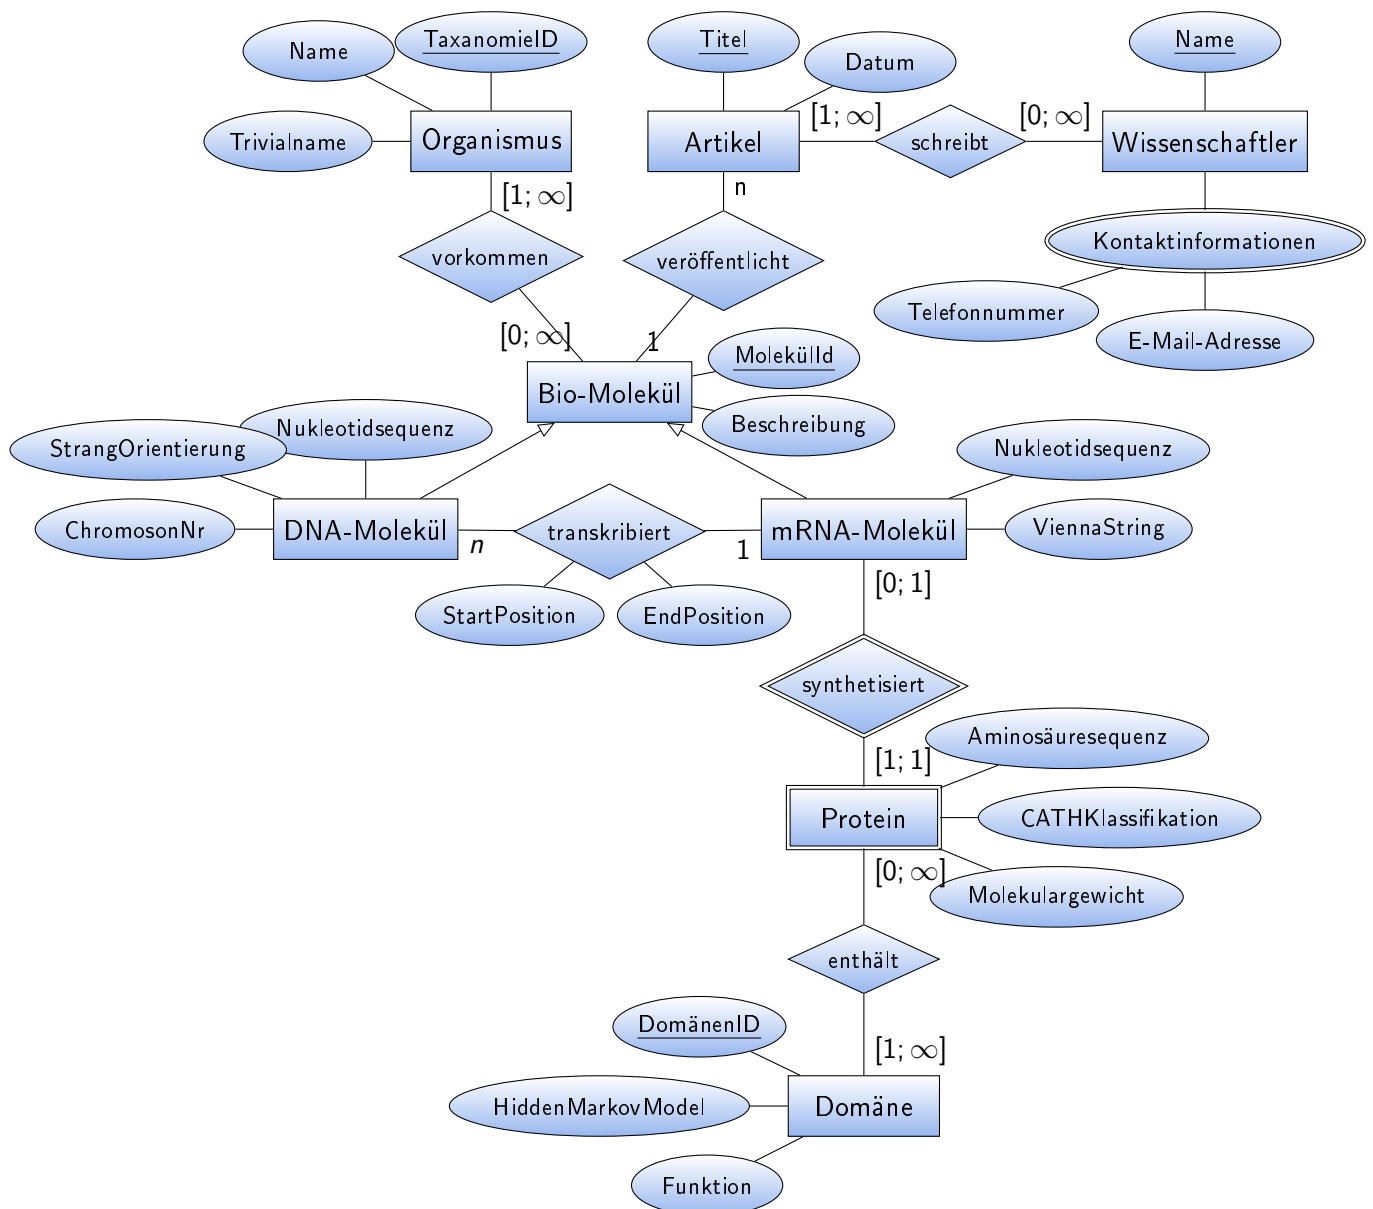 Name
TaxanomieID
Titel
Datum
Name
Trivialname
Organismus
Artikel
[1; ∞]
schreibt
[0; ∞]
Wissenschaftler
[1; ∞]
n
vorkommen
veröffentlicht
Kontaktinformationen
Telefonnummer
E-Mail-Adresse
[0; ∞]
1
MolekülId
Bio-Molekül
Beschreibung
StrangOrientierung
Nukleotidsequenz
Nukleotidsequenz
ChromosonNr
DNA-Molekül
n
transkribiert
1
mRNA-Molekül
ViennaString
StartPosition
EndPosition
[0; 1]
synthetisiert
[1; 1]
Aminosäuresequenz
Protein
CATHKlassifikation
[0; ∞]
Molekulargewicht
enthält
DomänenID
[1; ∞]
HiddenMarkovModel
Domäne
Funktion